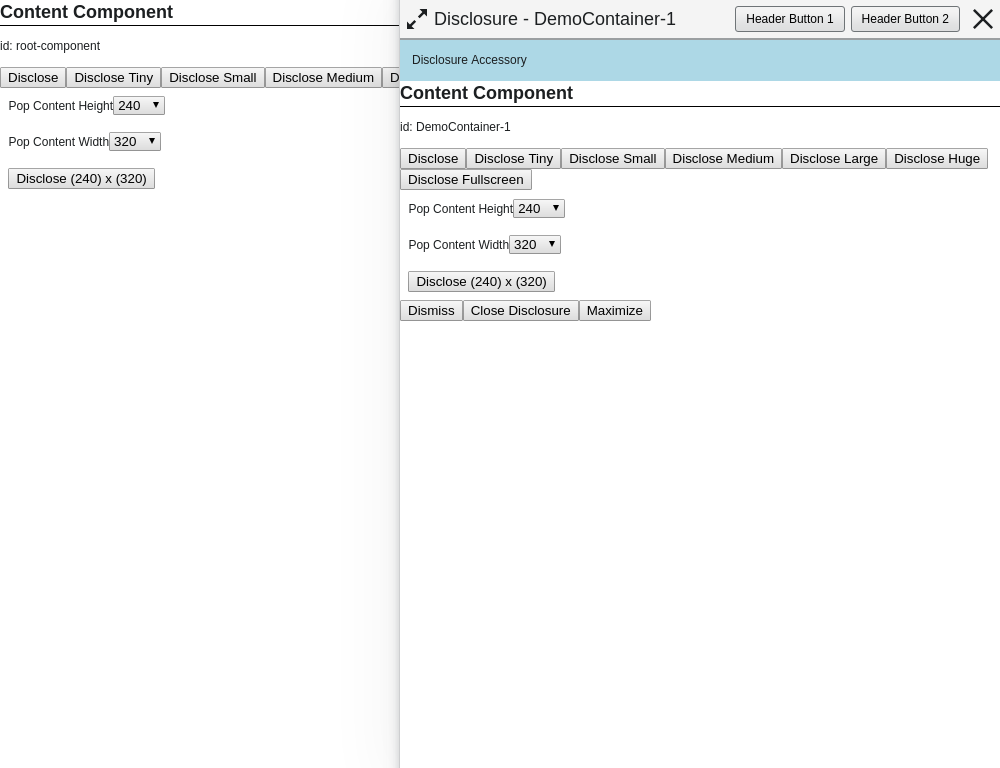 Content Component
id: root-component
Disclose Disclose Tiny Disclose Small Disclose Medium D
Pop Content Height 240
Pop Content Width 320
Disclose (240) x (320)
Disclosure - DemoContainer-1 Header Button 1 Header Button 2
Disclosure Accessory
Content Component
id: DemoContainer-1
Disclose Disclose Tiny Disclose Small Disclose Medium Disclose Large Disclose Huge
Disclose Fullscreen
Pop Content Height 240
Pop Content Width 320
Disclose (240) x (320)
Dismiss Close Disclosure Maximize